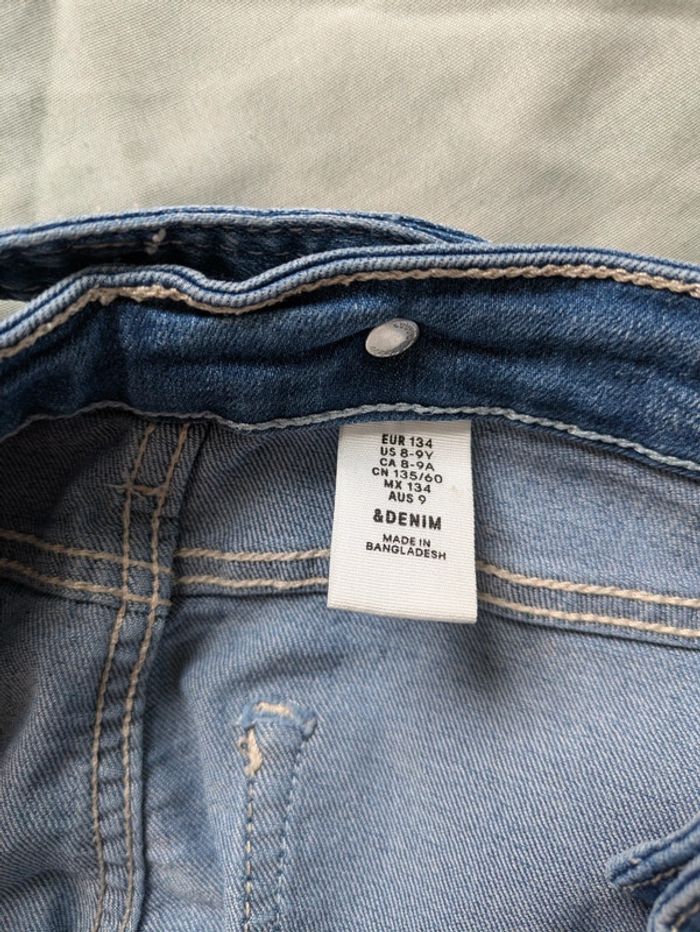 EUR 134
US 8-9Y
CA 8-9A
CN 135/60
MX 134
AUS 9
&DENIM
MADE IN
BANGLADESH